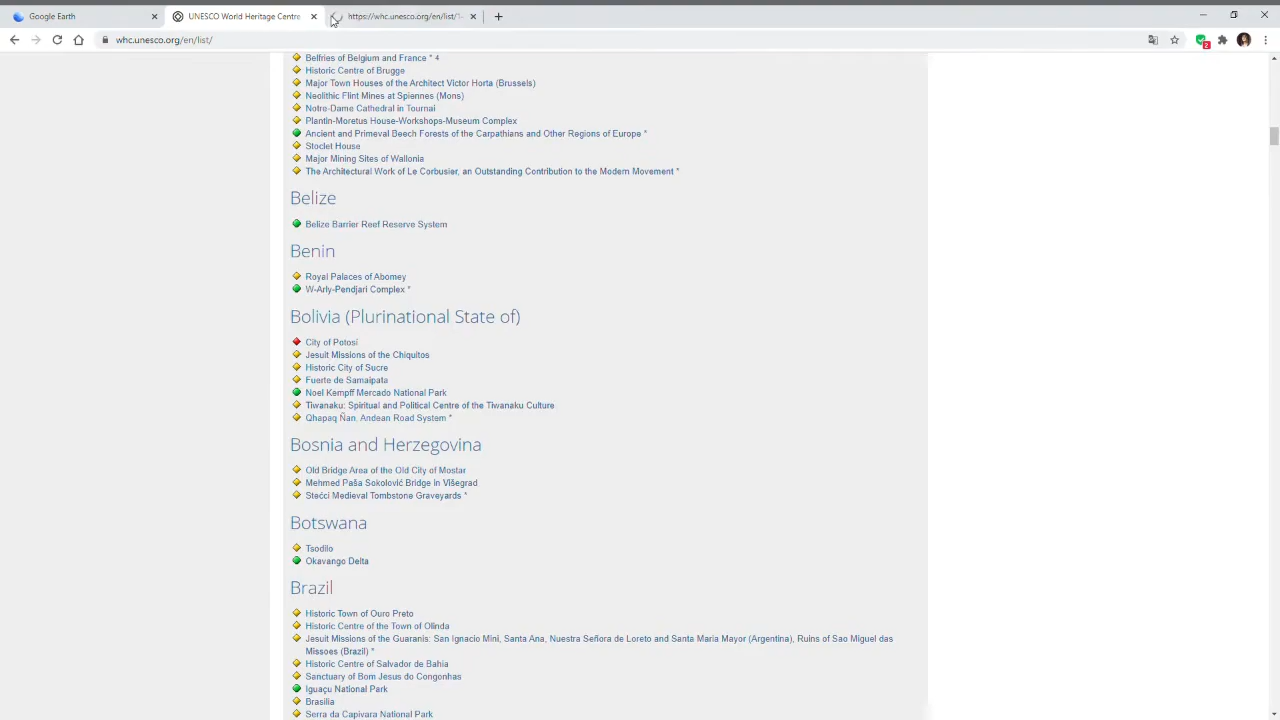 Google Earth
UNESCO World Heritage Centre
https://whc.unesco.org/en/list/1
whc.unesco.org/en/list/
2
Belfries of Belgium and France * 4
Historic Centre of Brugge
Major Town Houses of the Architect Victor Horta (Brussels)
Neolithic Flint Mines at Spiennes (Mons)
Notre-Dame Cathedral in Tournai
Plantin-Moretus House-Workshops-Museum Complex
Ancient and Primeval Beech Forests of the Carpathians and Other Regions of Europe *
Stoclet House
Major Mining Sites of Wallonia
The Architectural Work of Le Corbusier, an Outstanding Contribution to the Modern Movement *
Belize
Belize Barrier Reef Reserve System
Benin
Royal Palaces of Abomey
W-Arly-Pendjari Complex *
Bolivia (Plurinational State of)
City of Potosí
Jesuit Missions of the Chiquitos
Historic City of Sucre
Fuerte de Samaipata
Noel Kempff Mercado National Park
Tiwanaku: Spiritual and Political Centre of the Tiwanaku Culture
Qhapaq Ñan, Andean Road System *
Bosnia and Herzegovina
Old Bridge Area of the Old City of Mostar
Mehmed Paša Sokolović Bridge in Višegrad
Stećci Medieval Tombstone Graveyards *
Botswana
Tsodilo
Okavango Delta
Brazil
Historic Town of Ouro Preto
Historic Centre of the Town of Olinda
Jesuit Missions of the Guaranis: San Ignacio Mini, Santa Ana, Nuestra Señora de Loreto and Santa Maria Mayor (Argentina), Ruins of Sao Miguel das
Missoes (Brazil) *
Historic Centre of Salvador de Bahia
Sanctuary of Bom Jesus do Congonhas
Iguaçu National Park
Brasilia
Serra da Capivara National Park